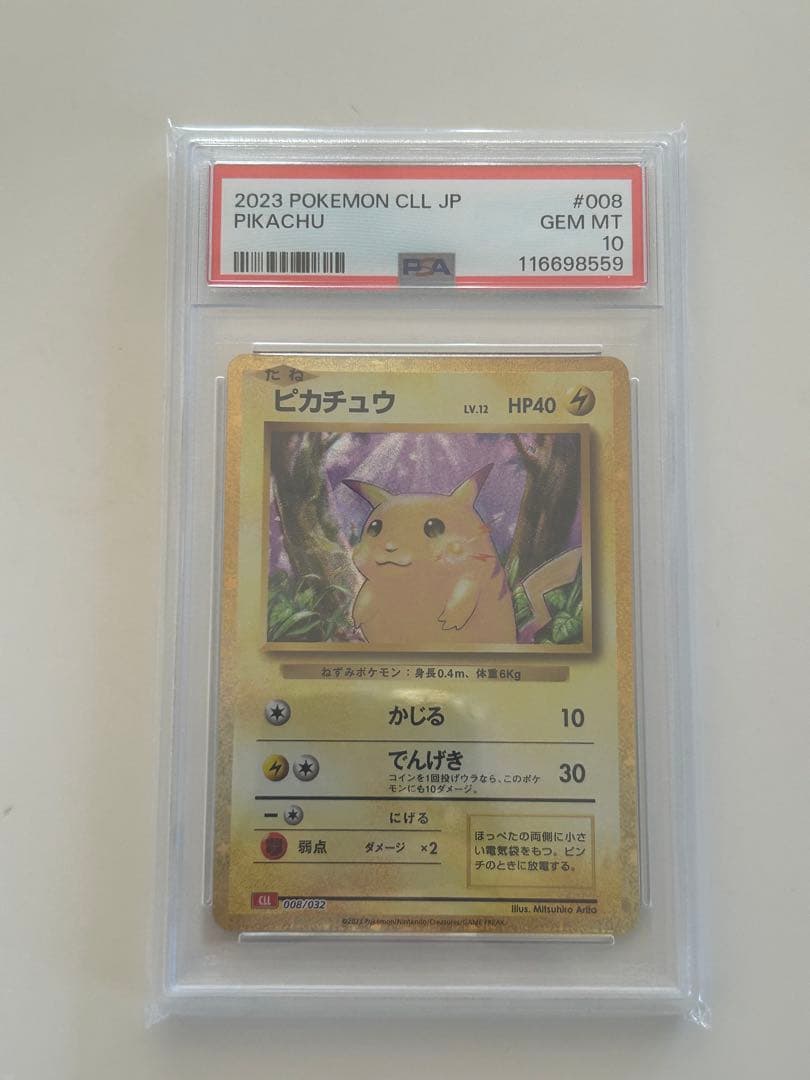 2023 POKEMON CLL JP #008
PIKACHU GEM MT
10
PSA 116698559
たね
ピカチュウ LV.12 HP40
ねずみポケモン：身長0.4m、体重6Kg
かじる 10
でんげき 30
コインを1回投げウラなら、このポケ
モンにも10ダメージ。
にげる
弱点 ダメージ ×2
ほっぺたの両側に小さ
い電気袋をもつ。ピン
チのときに放電する。
CLL 008/032
Illus. Mitsuhiro Arita
©2023 Pokémon/Nintendo/Creatures/GAME FREAK.